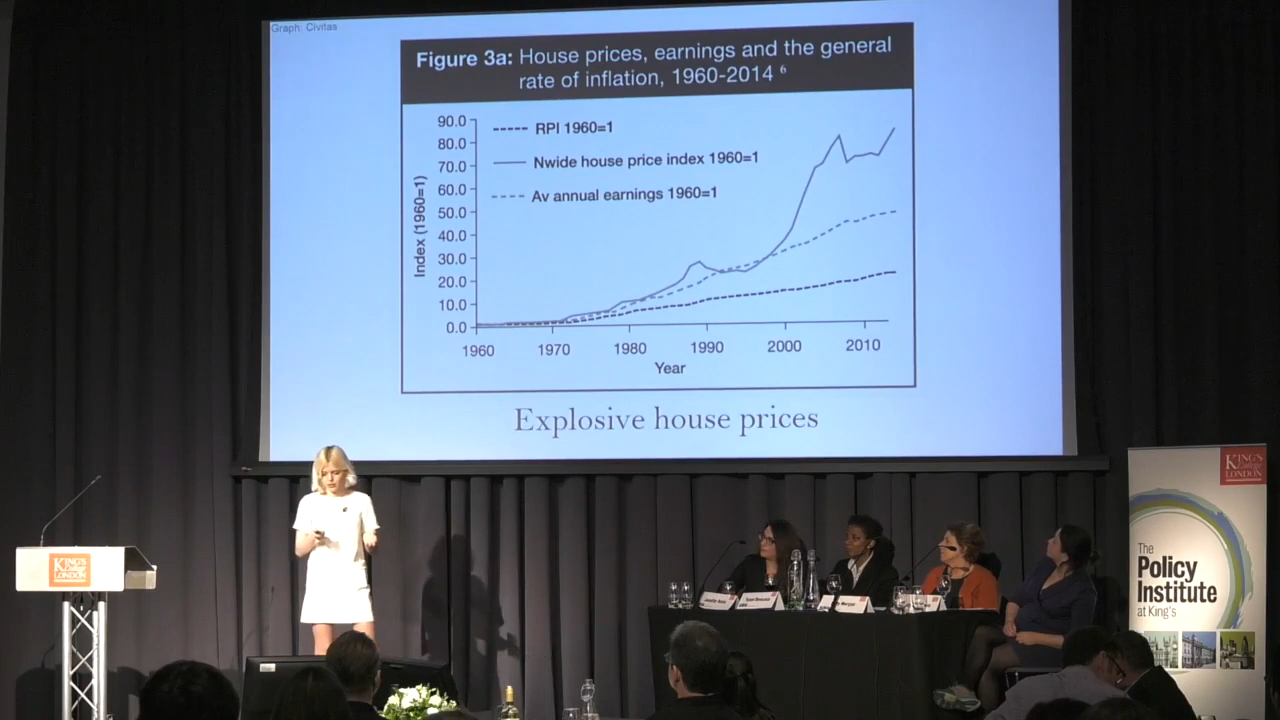 Graph: Civitas
Figure 3a: House prices, earnings and the general
rate of inflation, 1960-2014 6
90.0
80.0
70.0
60.0
50.0
40.0
30.0
20.0
10.0
0.0
Index (1960=1)
RPI 1960=1
Nwide house price index 1960=1
Av annual earnings 1960=1
1960 1970 1980 1990 2000 2010
Year
Explosive house prices
KING'S
College
LONDON
KING'S
College
LONDON
The
Policy
Institute
at King's